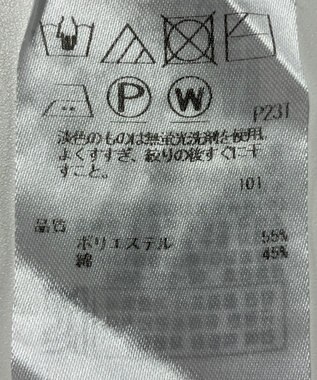 P
W
P231
淡色のものは無蛍光洗剤を使用。
よくすすぎ、絞りの後すぐに干
すこと。
101
品質
ポリエステル 55%
綿 45%